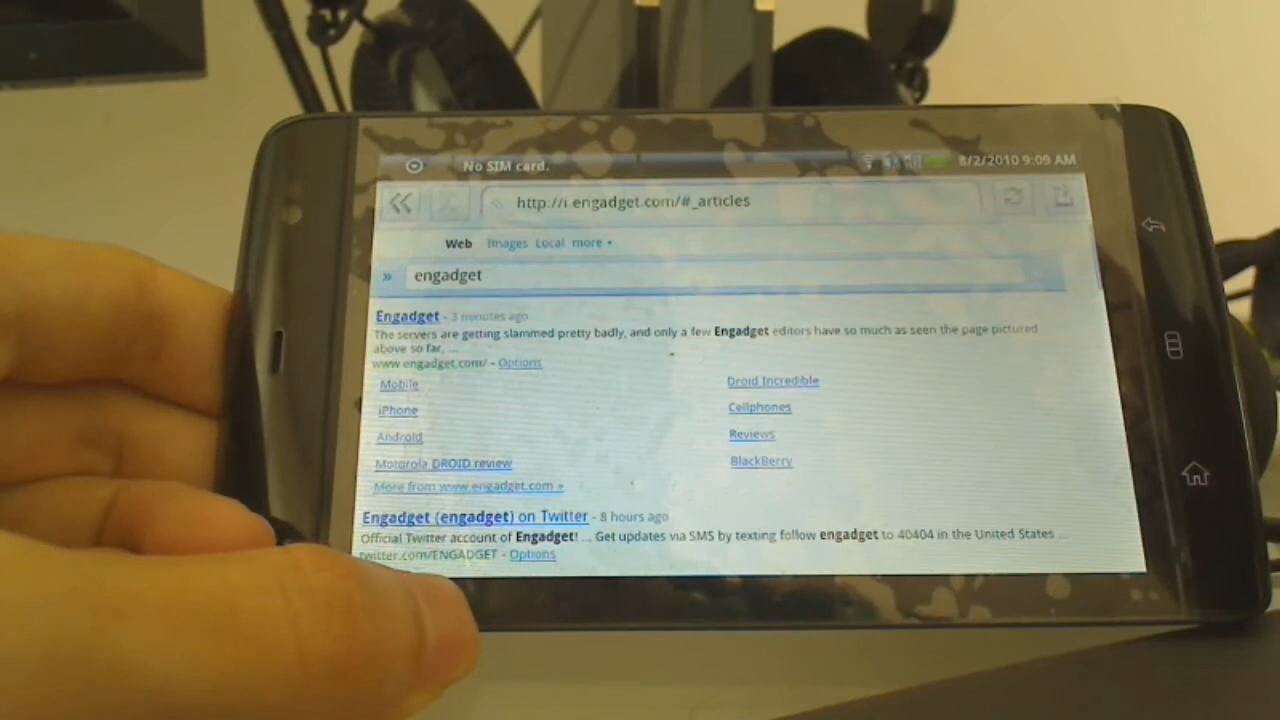 No SIM card. 8/2/2010 9:09 AM
http://i.engadget.com/#_articles
Web Images Local more
» engadget
Engadget - 3 minutes ago
The servers are getting slammed pretty badly, and only a few Engadget editors have so much as seen the page pictured
above so far, ...
www.engadget.com/ - Options
Mobile Droid Incredible
iPhone Cellphones
Android Reviews
Motorola DROID review BlackBerry
More from www.engadget.com »
Engadget (engadget) on Twitter - 8 hours ago
Official Twitter account of Engadget! ... Get updates via SMS by texting follow engadget to 40404 in the United States ...
twitter.com/ENGADGET - Options